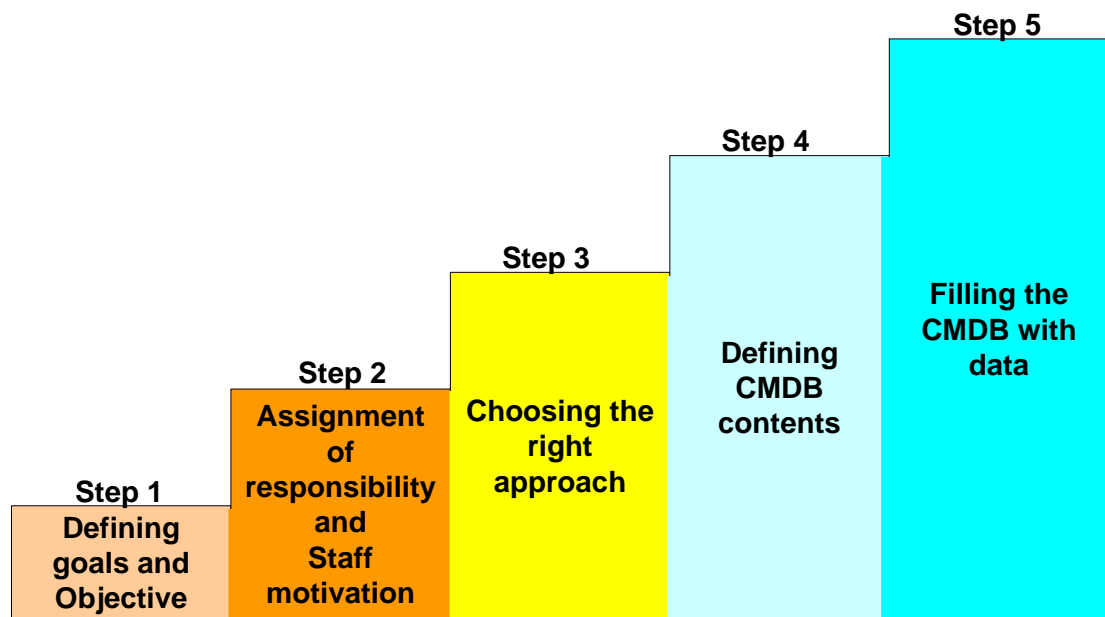 Step 1
Defining
goals and
Objective
Step 2
Assignment
of
responsibility
and
Staff
motivation
Step 3
Choosing the
right
approach
Step 4
Defining
CMDB
contents
Step 5
Filling the
CMDB with
data